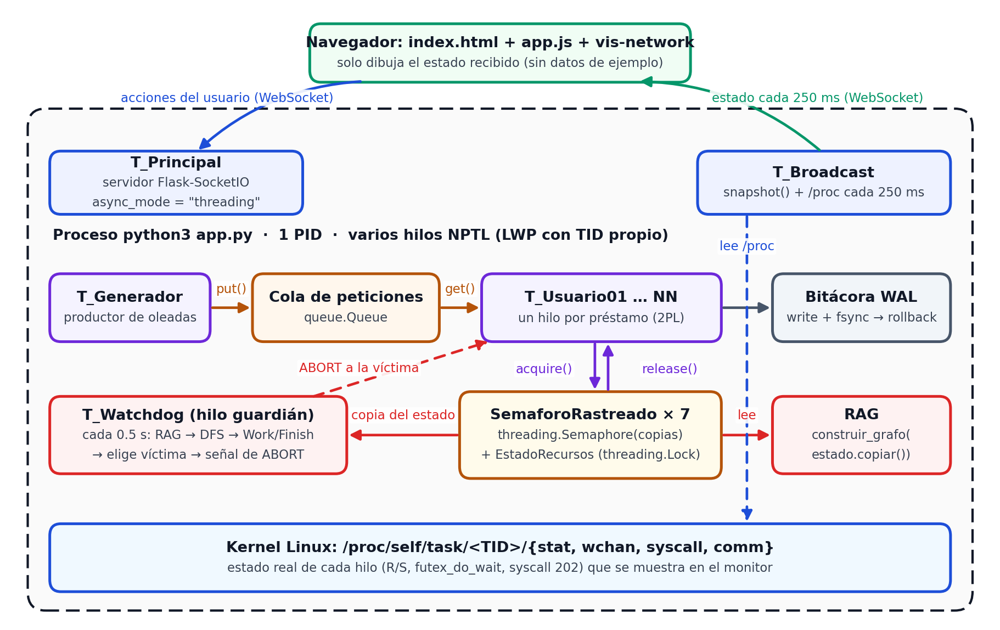 Navegador: index.html + app.js + vis-network
solo dibuja el estado recibido (sin datos de ejemplo)
acciones del usuario (WebSocket)
estado cada 250 ms (WebSocket)
T_Principal
servidor Flask-SocketIO
async_mode = "threading"
T_Broadcast
snapshot() + /proc cada 250 ms
Proceso python3 app.py · 1 PID · varios hilos NPTL (LWP con TID propio)
lee /proc
T_Generador
productor de oleadas
put()
Cola de peticiones
queue.Queue
get()
T_Usuario01 ... NN
un hilo por préstamo (2PL)
Bitácora WAL
write + fsync → rollback
ABORT a la víctima
acquire()
release()
T_Watchdog (hilo guardián)
cada 0.5 s: RAG → DFS → Work/Finish
→ elige víctima → señal de ABORT
copia del estado
SemaforoRastreado × 7
threading.Semaphore(copias)
+ EstadoRecursos (threading.Lock)
lee
RAG
construir_grafo(
estado.copiar())
Kernel Linux: /proc/self/task/<TID>/{stat, wchan, syscall, comm}
estado real de cada hilo (R/S, futex_do_wait, syscall 202) que se muestra en el monitor